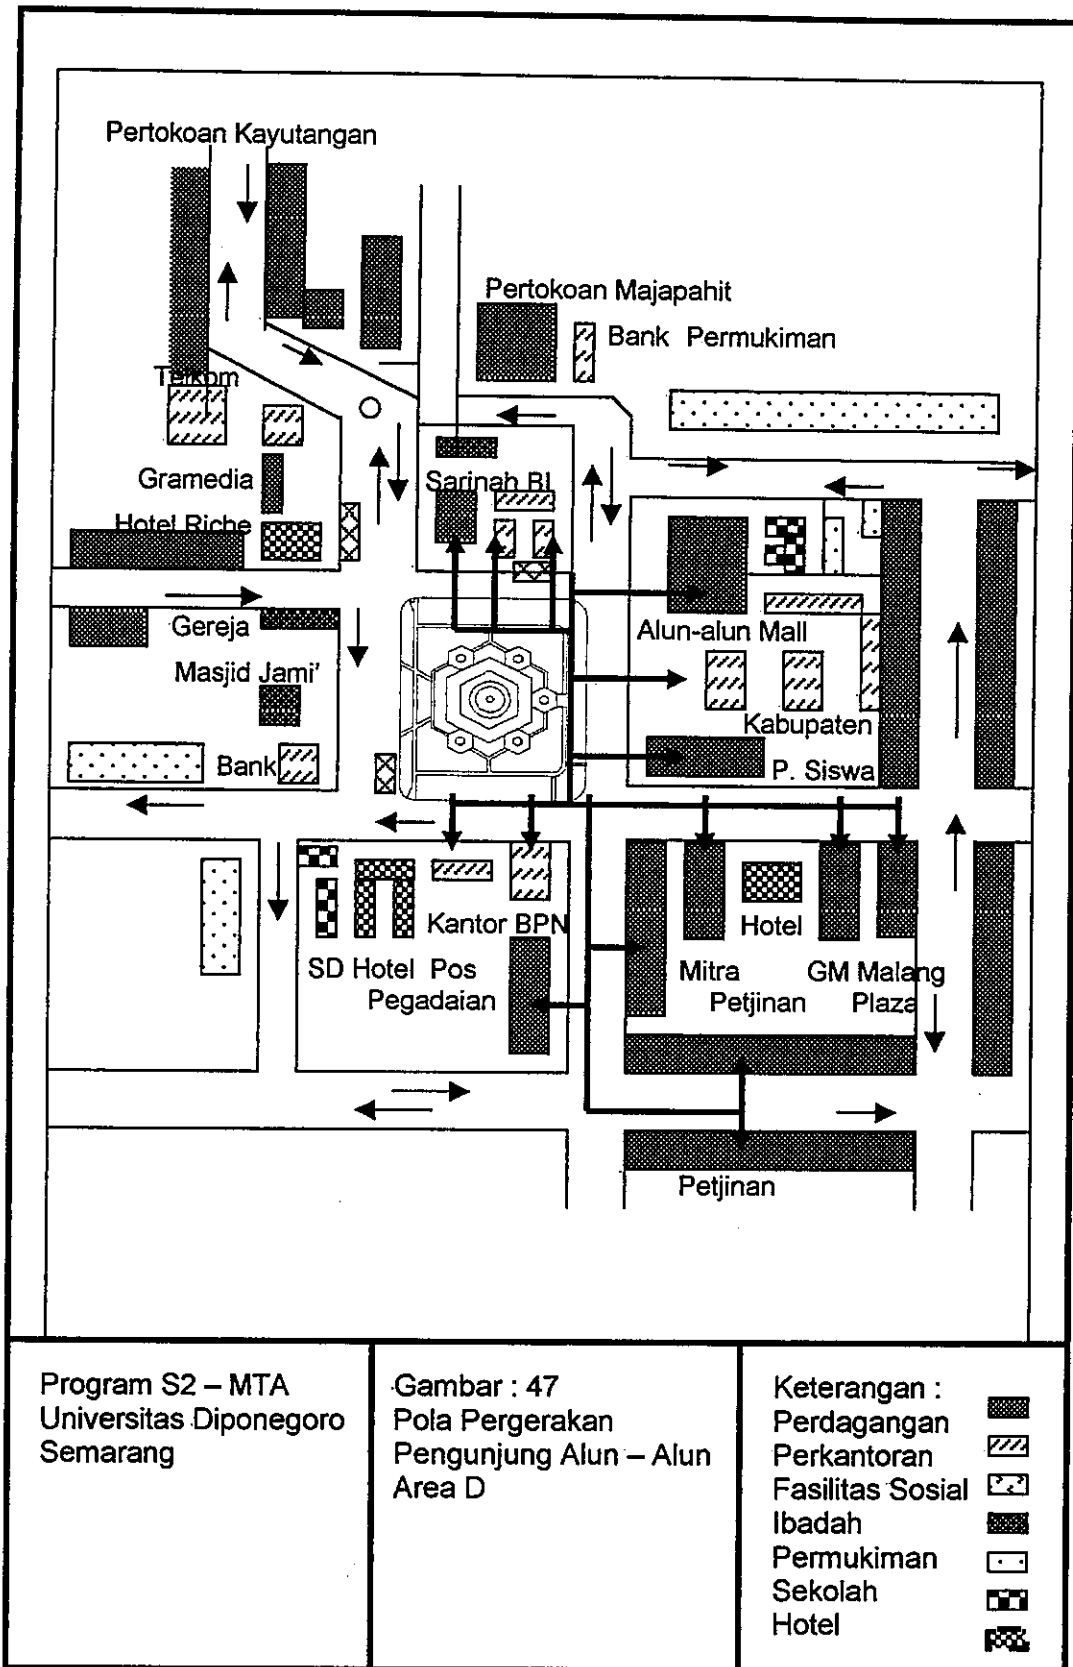 Pertokoan Kayutangan
Pertokoan Majapahit
Bank Permukiman
Telkom
Gramedia
Sarinah BI
Hotel Riche
Gereja
Alun-alun Mall
Masjid Jami'
Kabupaten
Bank
P. Siswa
Kantor BPN
Hotel
SD Hotel Pos
Mitra
GM Malang
Pegadaian
Petjinan
Plaza
Petjinan
Program S2 – MTA
Universitas Diponegoro
Semarang
Gambar : 47
Pola Pergerakan
Pengunjung Alun – Alun
Area D
Keterangan :
Perdagangan
Perkantoran
Fasilitas Sosial
Ibadah
Permukiman
Sekolah
Hotel